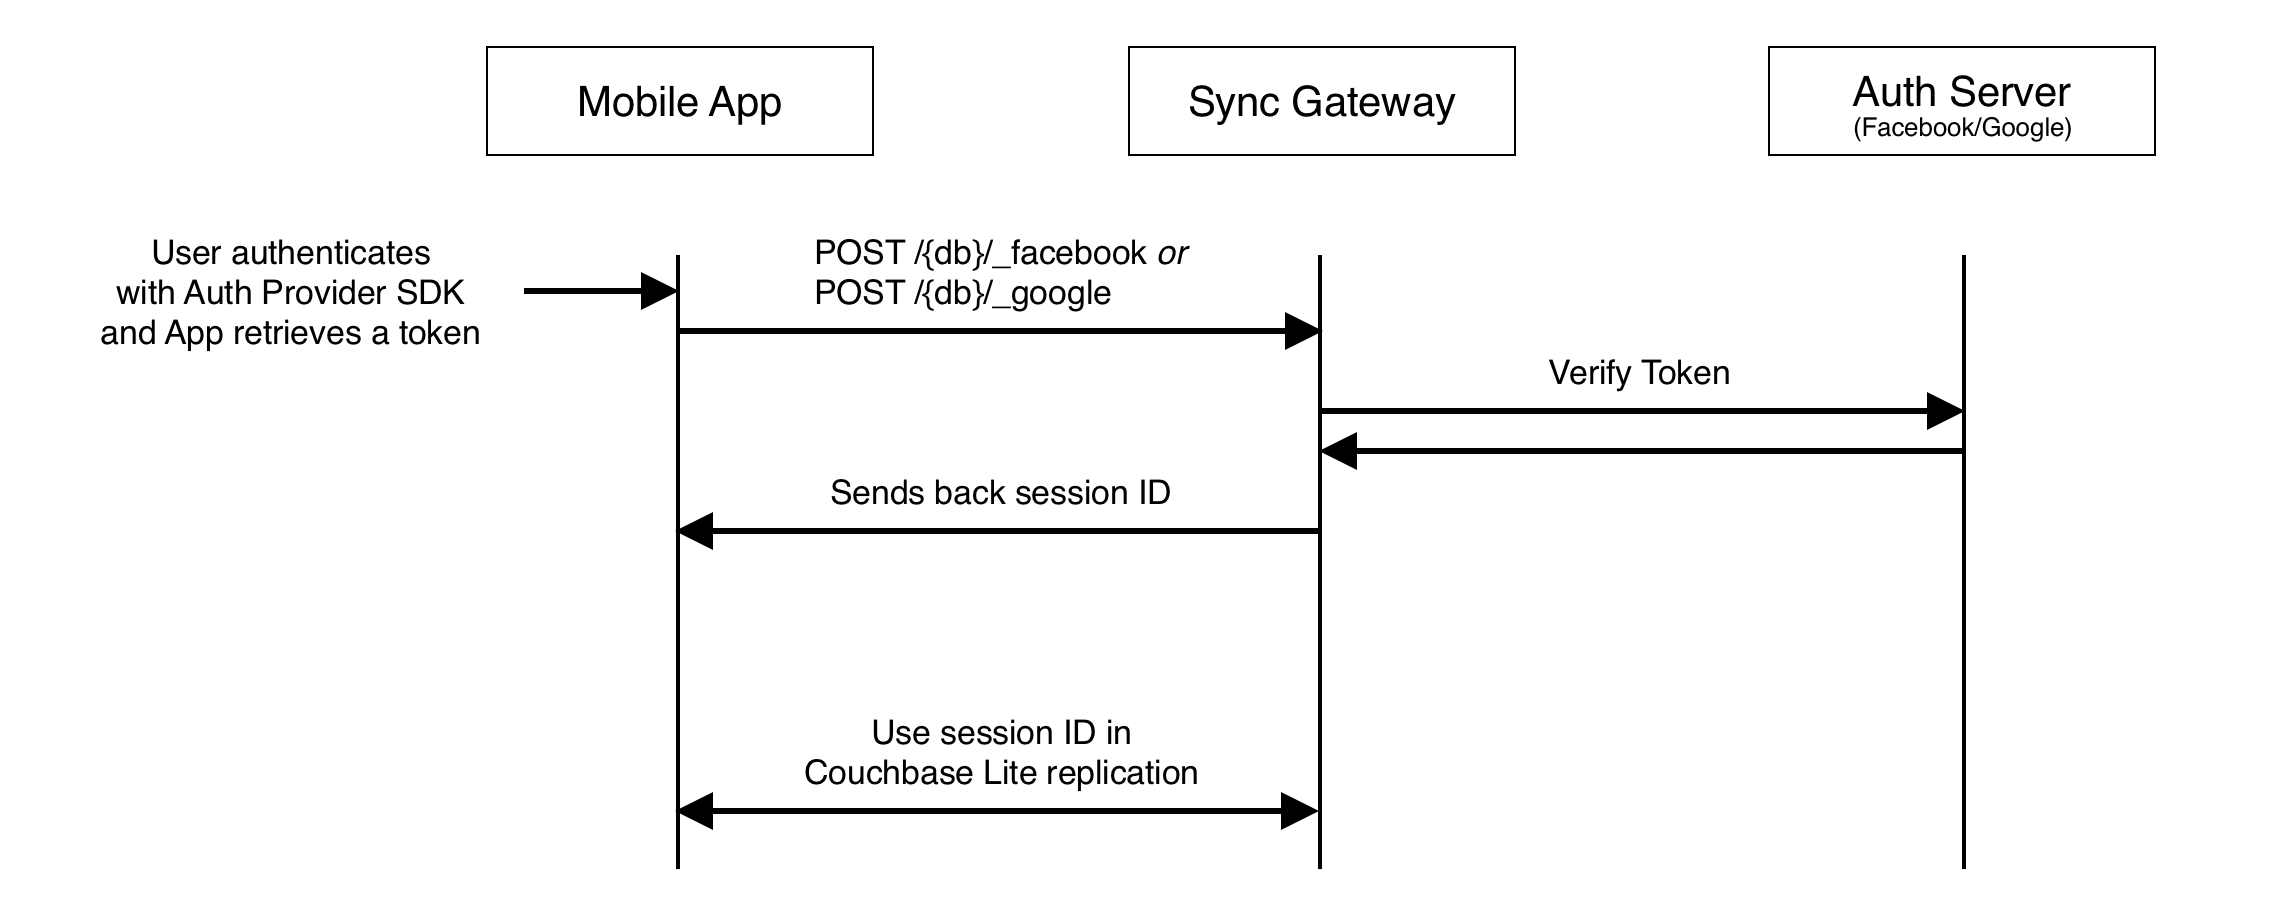 Mobile App
Sync Gateway
Auth Server
(Facebook/Google)
User authenticates
with Auth Provider SDK
and App retrieves a token
POST /{db}/_facebook or
POST /{db}/_google
Verify Token
Sends back session ID
Use session ID in
Couchbase Lite replication